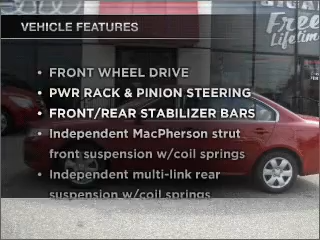 VEHICLE FEATURES
• FRONT WHEEL DRIVE
• PWR RACK & PINION STEERING
• FRONT/REAR STABILIZER BARS
• Independent MacPherson strut
front suspension w/coil springs
• Independent multi-link rear
suspension w/coil springs
Free
Lifetime